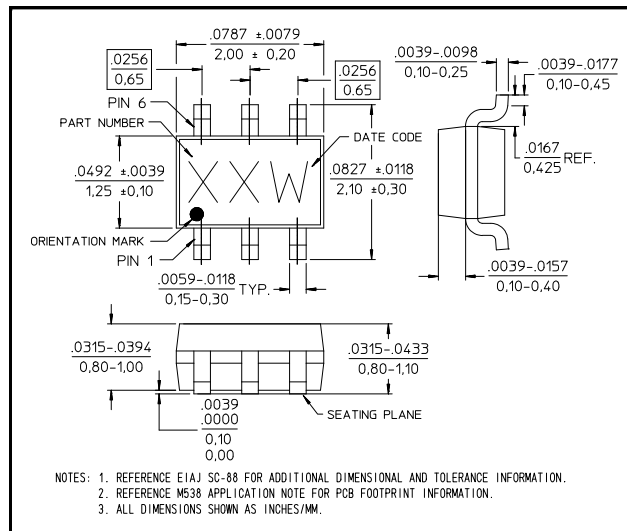 .0787 ±.0079
2,00 ± 0,20
.0256
0,65
.0256
0.65
.0039-.0098
0,10-0,25
.0039-.0177
0,10-0,45
PIN 6
PART NUMBER
DATE CODE
.0492 ±.0039
1,25 ±0,10
XXW
.0827 ±.0118
2,10 ±0,30
.0167
0,425 REF.
ORIENTATION MARK
PIN 1
.0059-.0118
0,15-0,30 TYP.
.0039-.0157
0,10-0,40
.0315-.0394
0,80-1,00
.0315-.0433
0,80-1,10
.0039
.0000
0,10
0,00
SEATING PLANE
NOTES: 1. REFERENCE EIAJ SC-88 FOR ADDITIONAL DIMENSIONAL AND TOLERANCE INFORMATION.
2. REFERENCE M538 APPLICATION NOTE FOR PCB FOOTPRINT INFORMATION.
3. ALL DIMENSIONS SHOWN AS INCHES/MM.